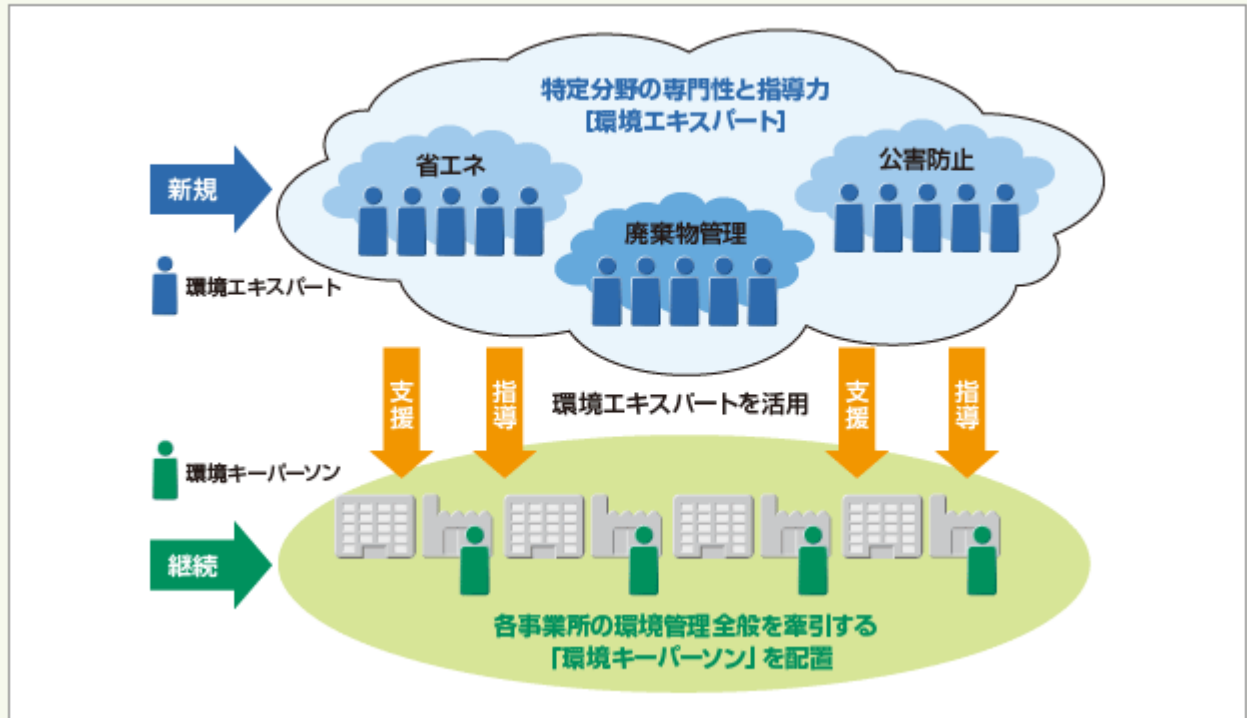 特定分野の専門性と指導力
[環境エキスパート]
省エネ
公害防止
新規
廃棄物管理
環境エキスパート
支援
指導
環境エキスパートを活用
支援
指導
環境キーパーソン
継続
各事業所の環境管理全般を牽引する
「環境キーパーソン」を配置